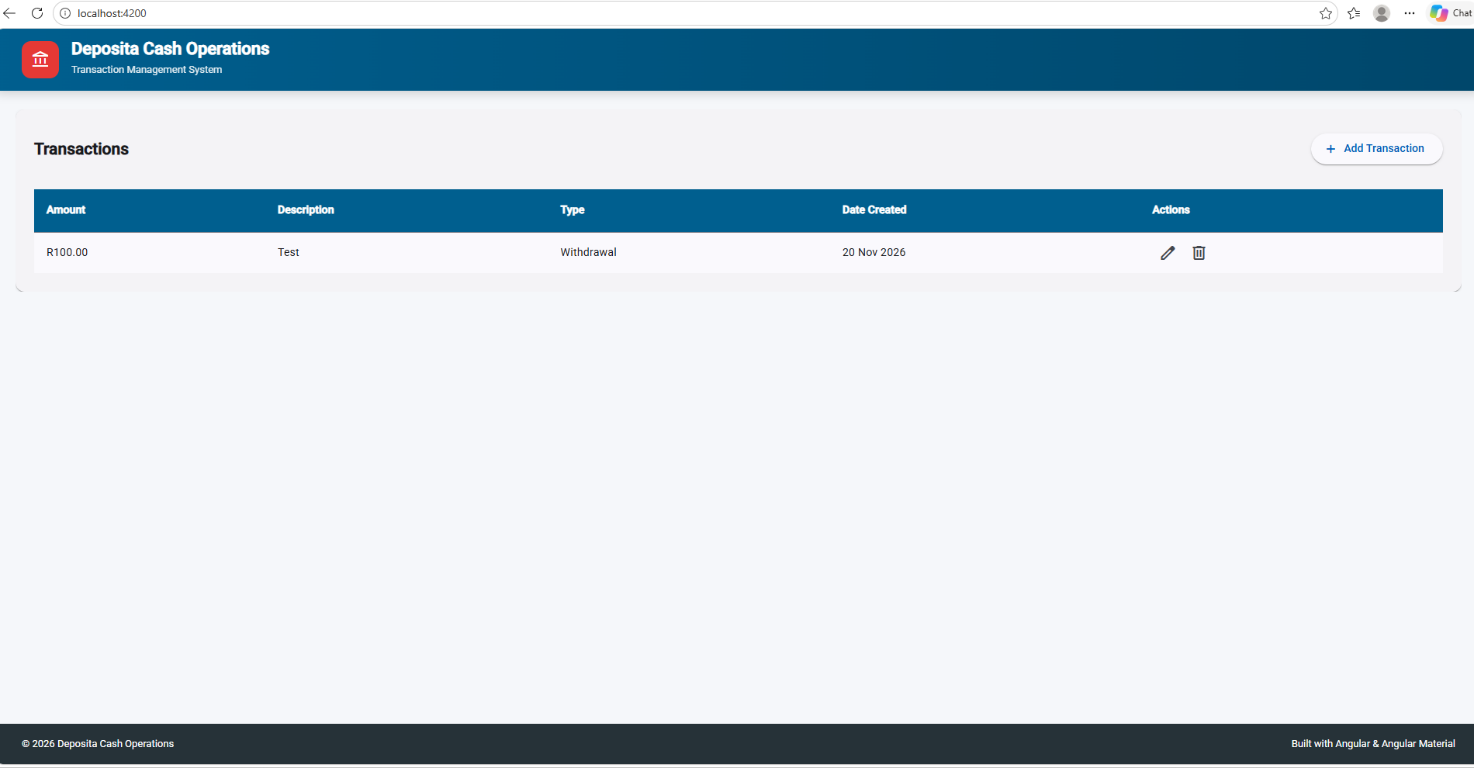 localhost:4200
Chat
Deposita Cash Operations
Transaction Management System
Transactions
+ Add Transaction
Amount Description Type Date Created Actions
R100.00 Test Withdrawal 20 Nov 2026
© 2026 Deposita Cash Operations
Built with Angular & Angular Material